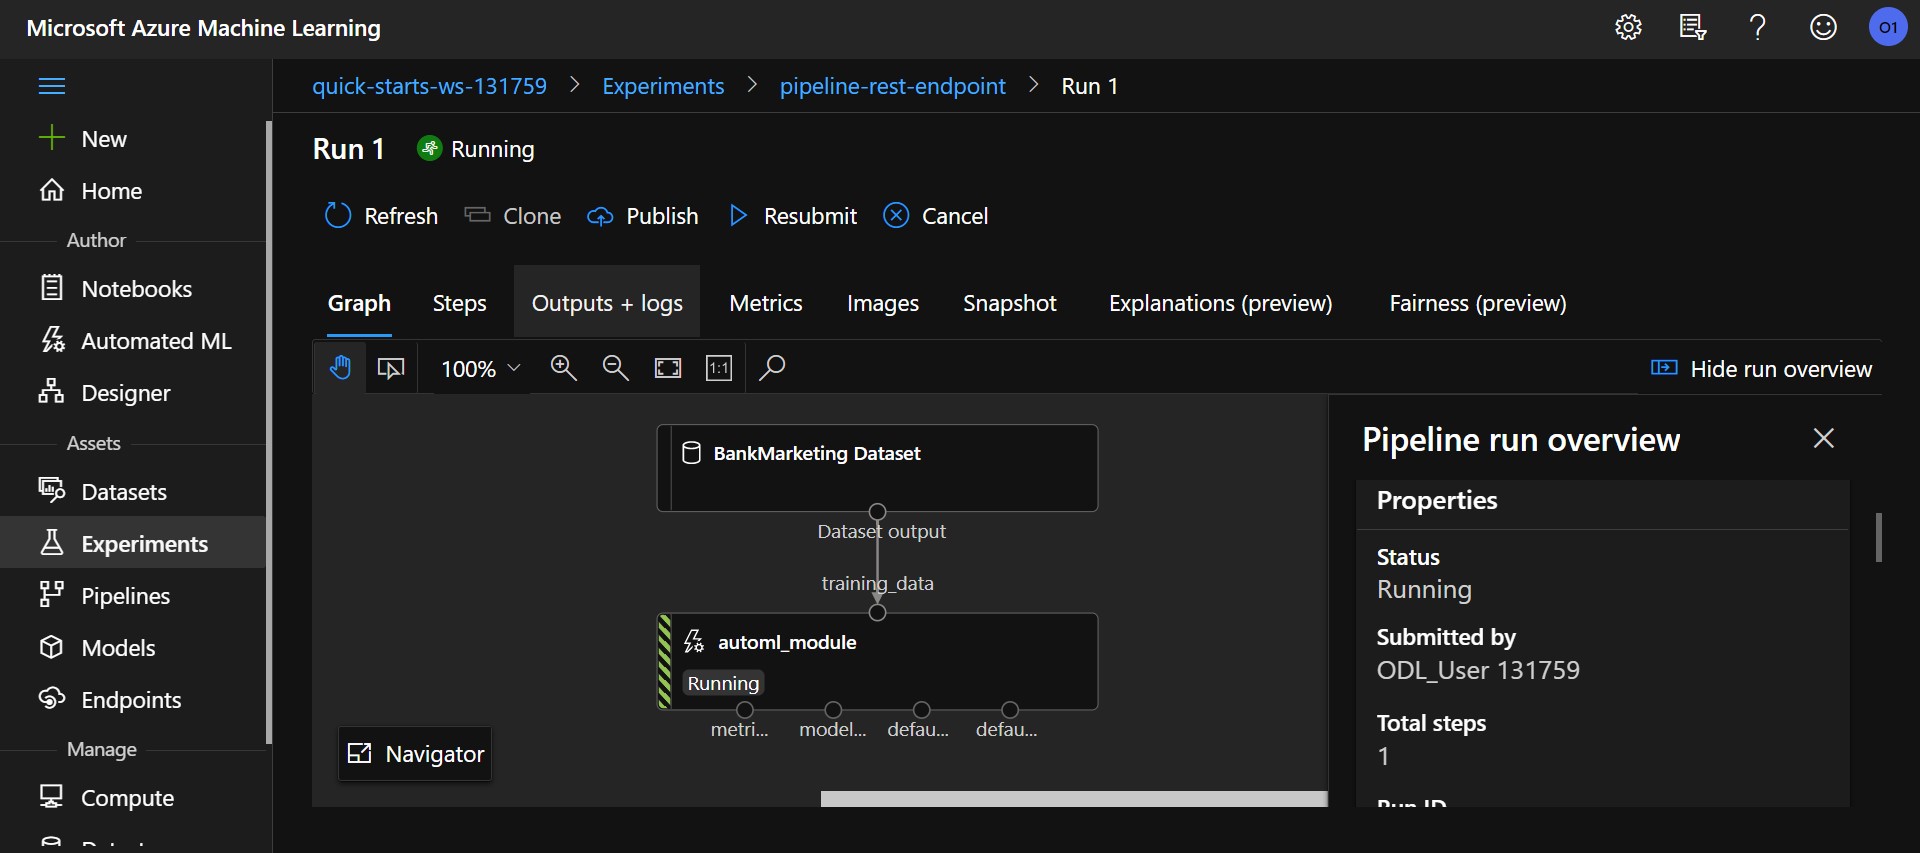 Microsoft Azure Machine Learning
01
quick-starts-ws-131759 > Experiments > pipeline-rest-endpoint > Run 1
New
Home
Author
Notebooks
Automated ML
Designer
Assets
Datasets
Experiments
Pipelines
Models
Endpoints
Manage
Compute
Run 1 Running
Refresh Clone Publish Resubmit Cancel
Graph Steps Outputs + logs Metrics Images Snapshot Explanations (preview) Fairness (preview)
100% 1:1 Hide run overview
BankMarketing Dataset
Dataset output
training_data
automl_module
Running
metri... model... defau... defau...
Navigator
Pipeline run overview
Properties
Status
Running
Submitted by
ODL_User 131759
Total steps
1
Run ID